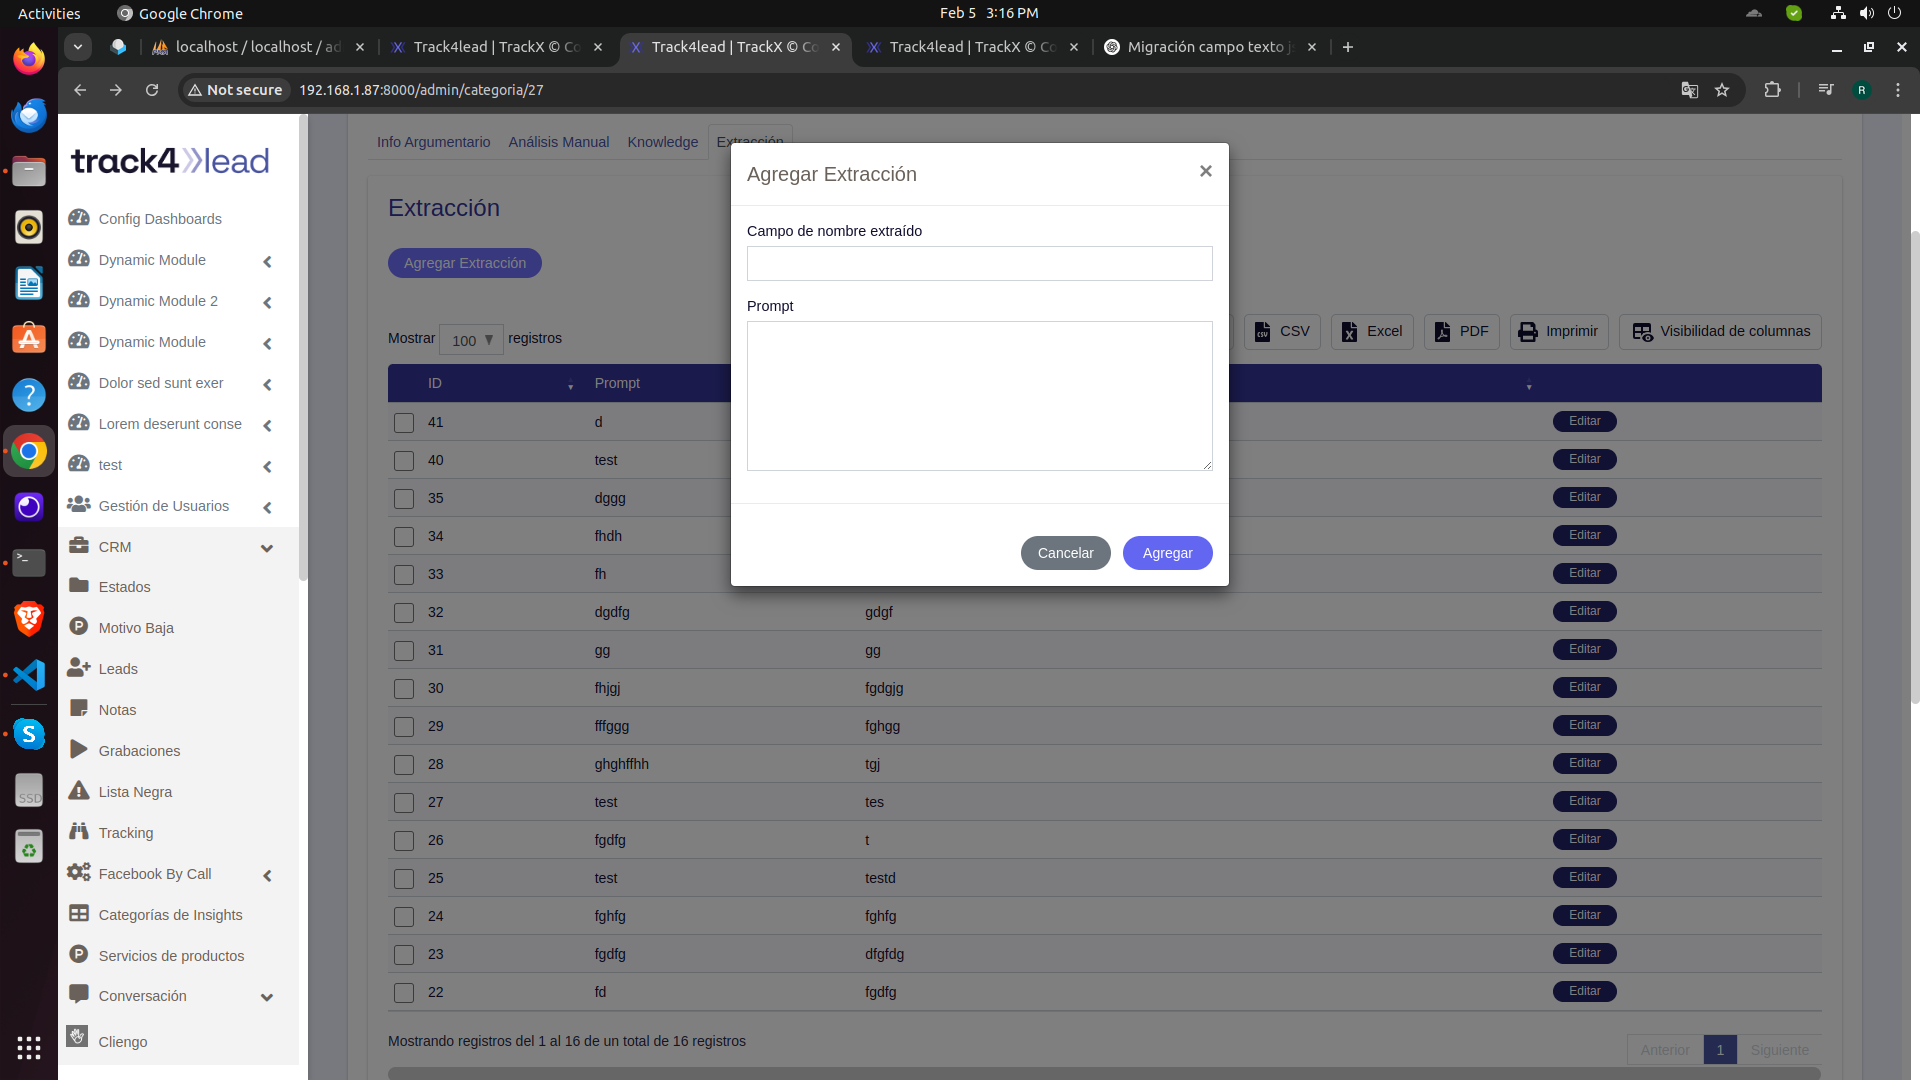 Activities
Google Chrome
Feb 5 3:16 PM
localhost / localhost / ad
Track4lead | TrackX © Co
Track4lead | TrackX © Co
Track4lead | TrackX © Co
Migración campo texto j
Not secure
192.168.1.87:8000/admin/categoria/27
R
track4lead
Config Dashboards
Dynamic Module
Dynamic Module 2
Dynamic Module
Dolor sed sunt exer
Lorem deserunt conse
test
Gestión de Usuarios
CRM
Estados
Motivo Baja
Leads
Notas
Grabaciones
Lista Negra
Tracking
Facebook By Call
Categorías de Insights
Servicios de productos
Conversación
Cliengo
SSD
Info Argumentario
Análisis Manual
Knowledge
Extracción
Extracción
Agregar Extracción
Mostrar 100 registros
CSV
Excel
PDF
Imprimir
Visibilidad de columnas
ID Prompt
41 d Editar
40 test Editar
35 dggg Editar
34 fhdh Editar
33 fh Editar
32 dgdfg gdgf Editar
31 gg gg Editar
30 fhjgj fgdgjg Editar
29 fffggg fghgg Editar
28 ghghffhh tgj Editar
27 test tes Editar
26 fgdfg t Editar
25 test testd Editar
24 fghfg fghfg Editar
23 fgdfg dfgfdg Editar
22 fd fgdfg Editar
Mostrando registros del 1 al 16 de un total de 16 registros
Anterior 1 Siguiente
Agregar Extracción
×
Campo de nombre extraído
Prompt
Cancelar
Agregar